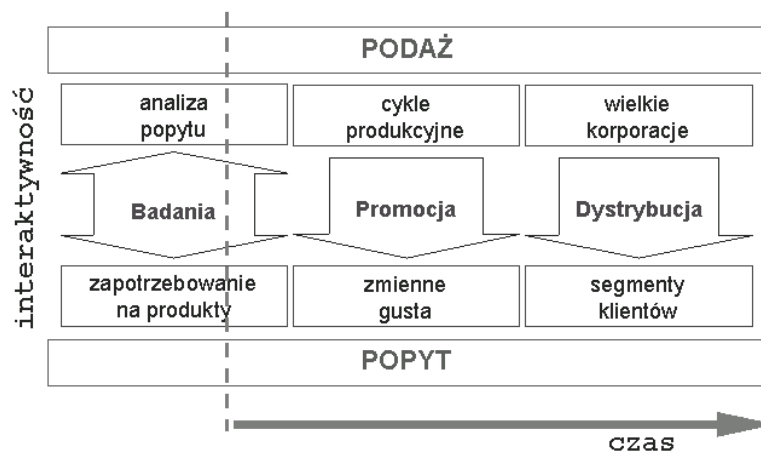 PODAŻ
interaktywność
analiza
popytu
cykle
produkcyjne
wielkie
korporacje
Badania
Promocja
Dystrybucja
zapotrzebowanie
na produkty
zmienne
gusta
segmenty
klientów
POPYT
czas